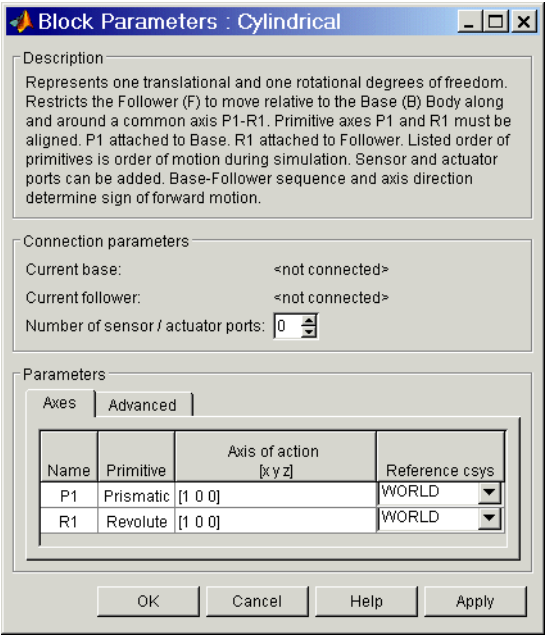 Block Parameters : Cylindrical
Description
Represents one translational and one rotational degrees of freedom.
Restricts the Follower (F) to move relative to the Base (B) Body along
and around a common axis P1-R1. Primitive axes P1 and R1 must be
aligned. P1 attached to Base. R1 attached to Follower. Listed order of
primitives is order of motion during simulation. Sensor and actuator
ports can be added. Base-Follower sequence and axis direction
determine sign of forward motion.
Connection parameters
Current base: <not connected>
Current follower: <not connected>
Number of sensor / actuator ports: 0
Parameters
Axes Advanced
Axis of action
Name Primitive [x y z] Reference csys
P1 Prismatic [1 0 0] WORLD
R1 Revolute [1 0 0] WORLD
OK Cancel Help Apply